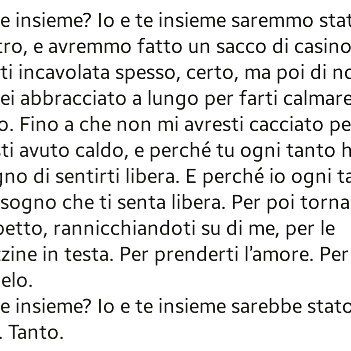 e insieme? Io e te insieme saremmo stat
tro, e avremmo fatto un sacco di casino
ti incavolata spesso, certo, ma poi di no
ei abbracciato a lungo per farti calmare
o. Fino a che non mi avresti cacciato pe
ti avuto caldo, e perché tu ogni tanto h
gno di sentirti libera. E perché io ogni ta
sogno che ti senta libera. Per poi torna
petto, rannicchiandoti su di me, per le
zzine in testa. Per prenderti l'amore. Per
elo.
e insieme? Io e te insieme sarebbe stato
. Tanto.